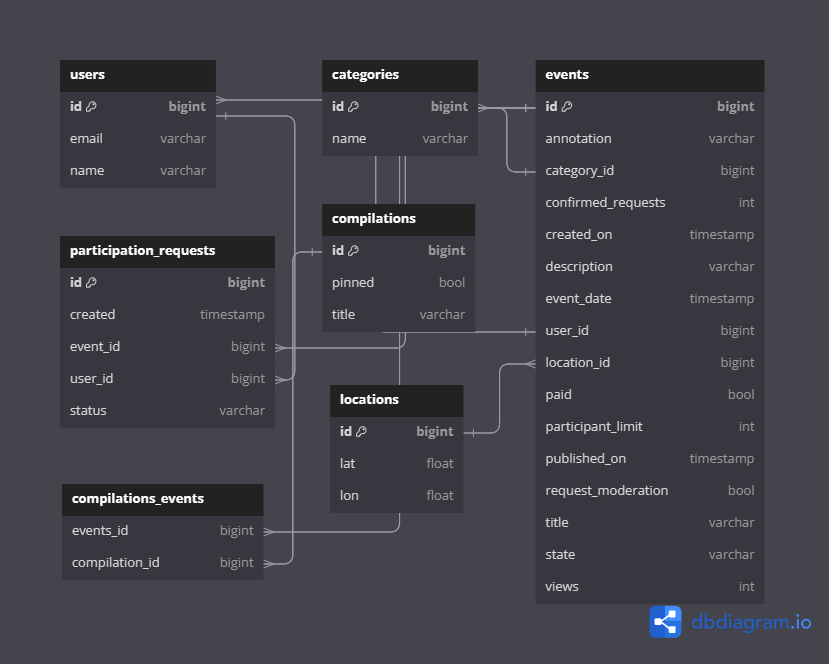 users
id bigint
email varchar
name varchar
categories
id bigint
name varchar
events
id bigint
annotation varchar
category_id bigint
confirmed_requests int
created_on timestamp
description varchar
event_date timestamp
user_id bigint
location_id bigint
paid bool
participant_limit int
published_on timestamp
request_moderation bool
title varchar
state varchar
views int
compilations
id bigint
pinned bool
title varchar
participation_requests
id bigint
created timestamp
event_id bigint
user_id bigint
status varchar
locations
id bigint
lat float
lon float
compilations_events
events_id bigint
compilation_id bigint
dbdiagram.io